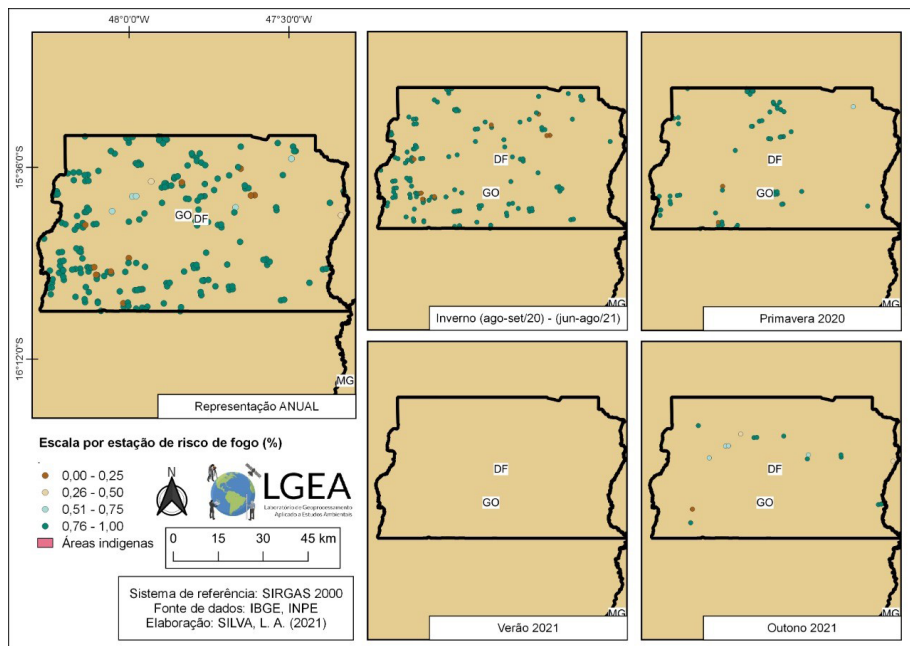 48°0'0"W
47°30'0"W
15°36'0"S
16°12'0"S
GO DF
MG
Representação ANUAL
DF
GO
MG
Inverno (ago-set/20) - (jun-ago/21)
DF
GO
MG
Primavera 2020
DF
GO
MG
Verão 2021
DF
GO
MG
Outono 2021
Escala por estação de risco de fogo (%)
0,00 - 0,25
0,26 - 0,50
0,51 - 0,75
0,76 - 1,00
Áreas indigenas
N
LGEA
Laboratório de Geoprocessamento
Aplicado a Estudos Ambientais
0 15 30 45 km
Sistema de referência: SIRGAS 2000
Fonte de dados: IBGE, INPE
Elaboração: SILVA, L. A. (2021)